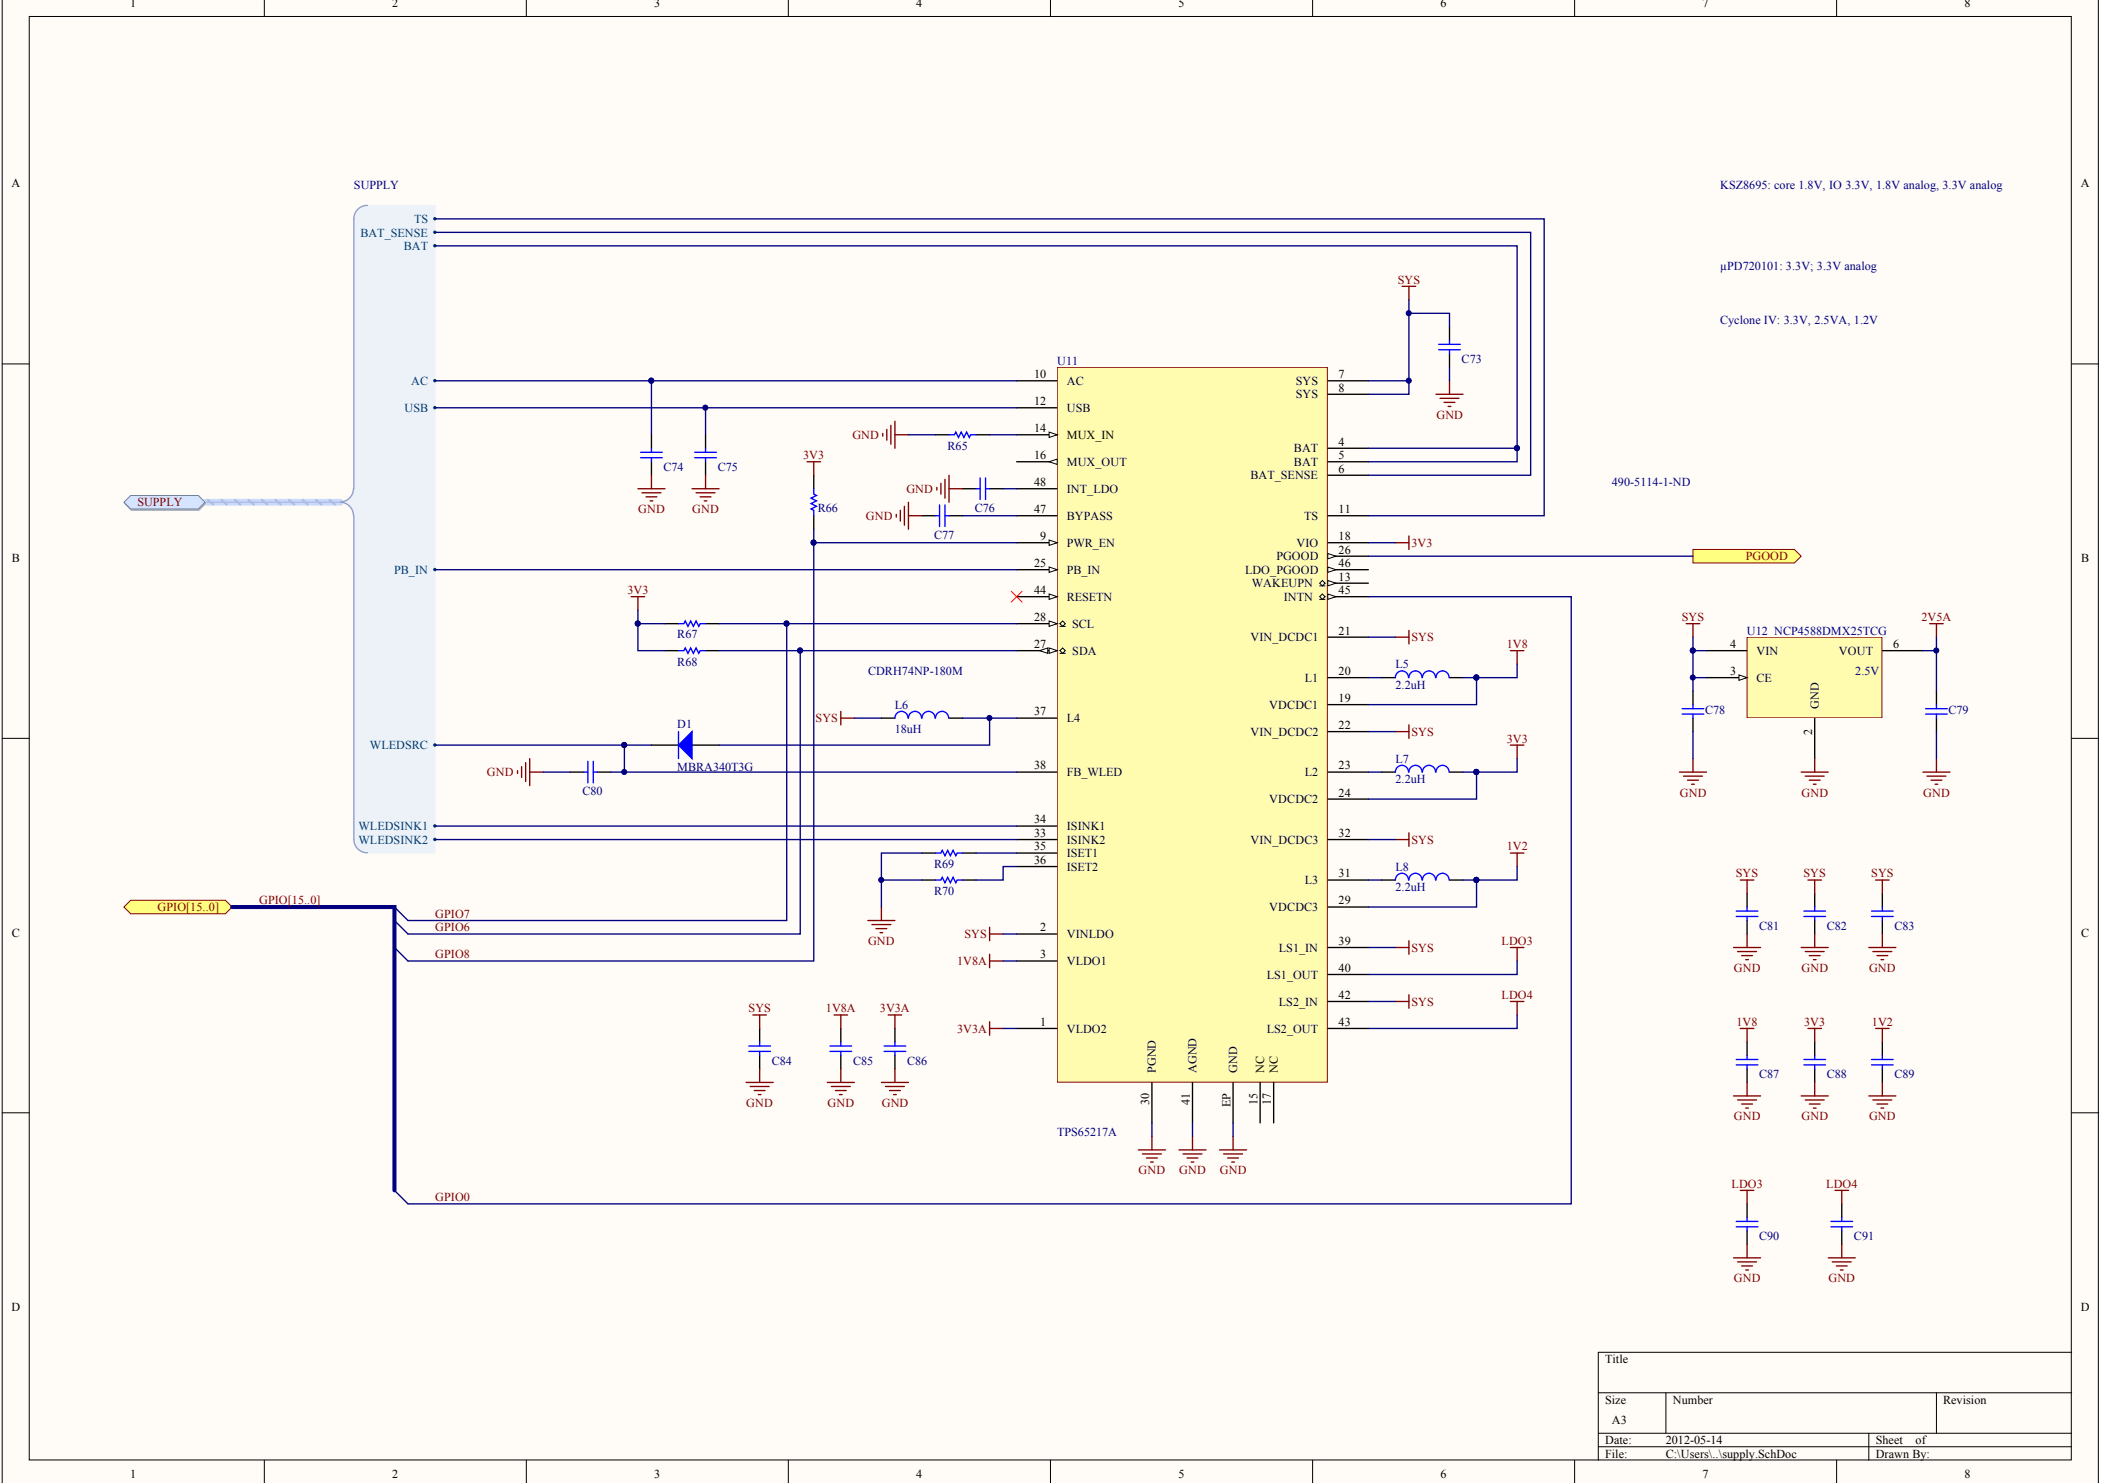 1 2 3 4 5 6 7 8
A A
SUPPLY
KSZ8695: core 1.8V, IO 3.3V, 1.8V analog, 3.3V analog
TS
BAT_SENSE
BAT
µPD720101: 3.3V; 3.3V analog
SYS
Cyclone IV: 3.3V, 2.5VA, 1.2V
C73
GND
U11
AC 10 AC SYS 7
SYS 8
USB 12 USB
GND R65 14 MUX_IN
BAT 4
16 MUX_OUT BAT 5
BAT_SENSE 6
C74 C75
GND GND
3V3
R66
490-5114-1-ND
GND C76 48 INT_LDO
SUPPLY
GND C77 47 BYPASS TS 11
9 PWR_EN VIO 18 3V3
PGOOD 26 PGOOD
B B
PB_IN 25 PB_IN LDO_PGOOD 46
WAKEUPN 13
44 RESETN INTN 45
3V3
R67 28 SCL
R68 27 SDA
VIN_DCDC1 21 SYS
1V8
L1 20 L5
2.2uH
VDCDC1 19
SYS 2V5A
U12 NCP4588DMX25TCG
4 VIN VOUT 6
2.5V
3 CE
GND
2
C78 C79
GND GND GND
CDRH74NP-180M
SYS L6
18uH
37 L4
VIN_DCDC2 22 SYS
3V3
WLEDSRC D1
MBRA340T3G
GND C80 38 FB_WLED
L2 23 L7
2.2uH
VDCDC2 24
WLEDSINK1 34 ISINK1
WLEDSINK2 33 ISINK2
35 ISET1
36 ISET2
R69
R70
GND
VIN_DCDC3 32 SYS
1V2
L3 31 L8
2.2uH
VDCDC3 29
SYS SYS SYS
C81 C82 C83
GND GND GND
C C
GPIO[15..0] GPIO[15..0]
GPIO7
GPIO6
GPIO8
SYS 2 VINLDO
1V8A 3 VLDO1
3V3A 1 VLDO2
LS1_IN 39 SYS
LDO3
LS1_OUT 40
LS2_IN 42 SYS
LDO4
LS2_OUT 43
SYS 1V8A 3V3A
C84 C85 C86
GND GND GND
1V8 3V3 1V2
C87 C88 C89
GND GND GND
PGND AGND GND NC NC
30 41 EP 15 17
TPS65217A
GND GND GND
GPIO0
LDO3 LDO4
C90 C91
GND GND
D D
Title
Size Number Revision
A3
Date: 2012-05-14 Sheet of
File: C:\Users\..\supply.SchDoc Drawn By:
1 2 3 4 5 6 7 8